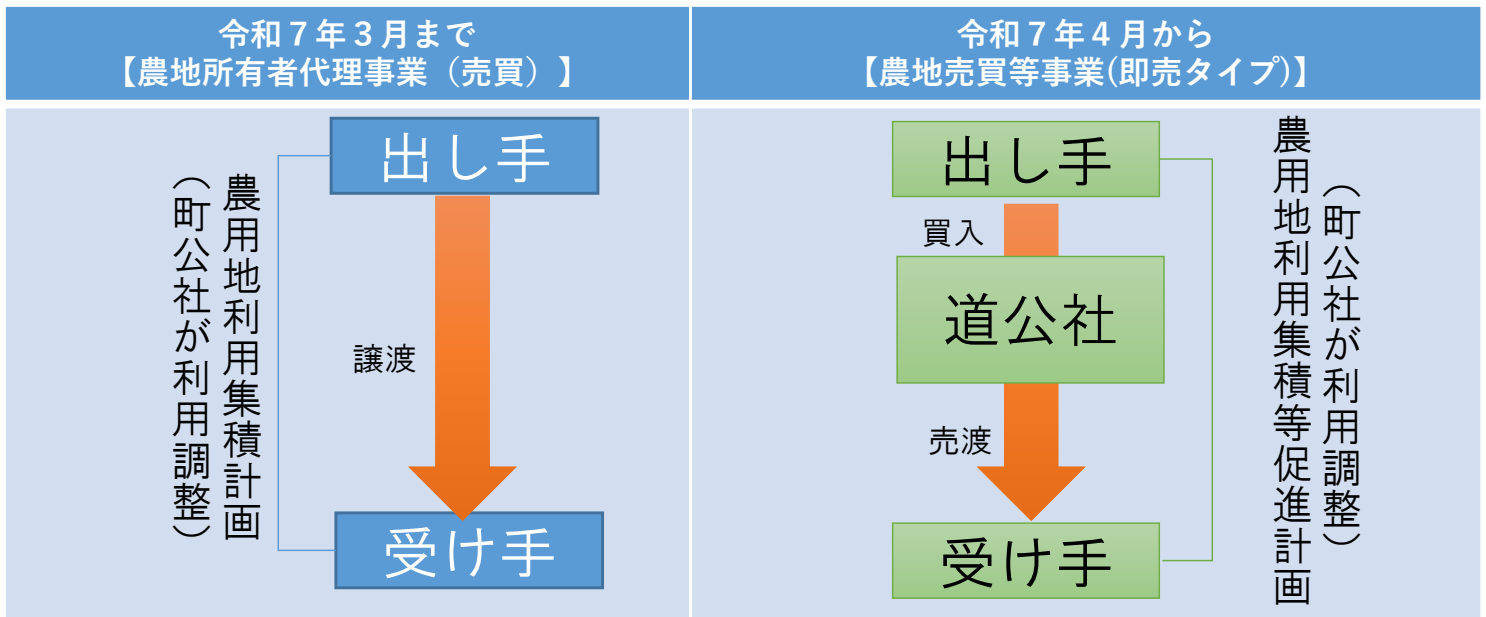 令和７年３月まで
【農地所有者代理事業（売買）】
出し手
譲渡
受け手
農用地利用集積計画
（町公社が利用調整）
令和７年４月から
【農地売買等事業(即売タイプ)】
出し手
買入
道公社
売渡
受け手
（町公社が利用調整）
農用地利用集積等促進計画